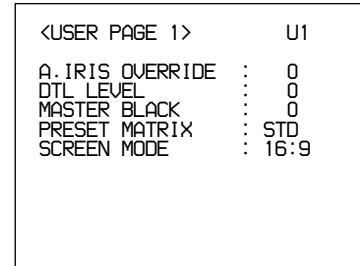 <USER PAGE 1> U1
A.IRIS OVERRIDE : 0
DTL LEVEL : 0
MASTER BLACK : 0
PRESET MATRIX : STD
SCREEN MODE : 16:9